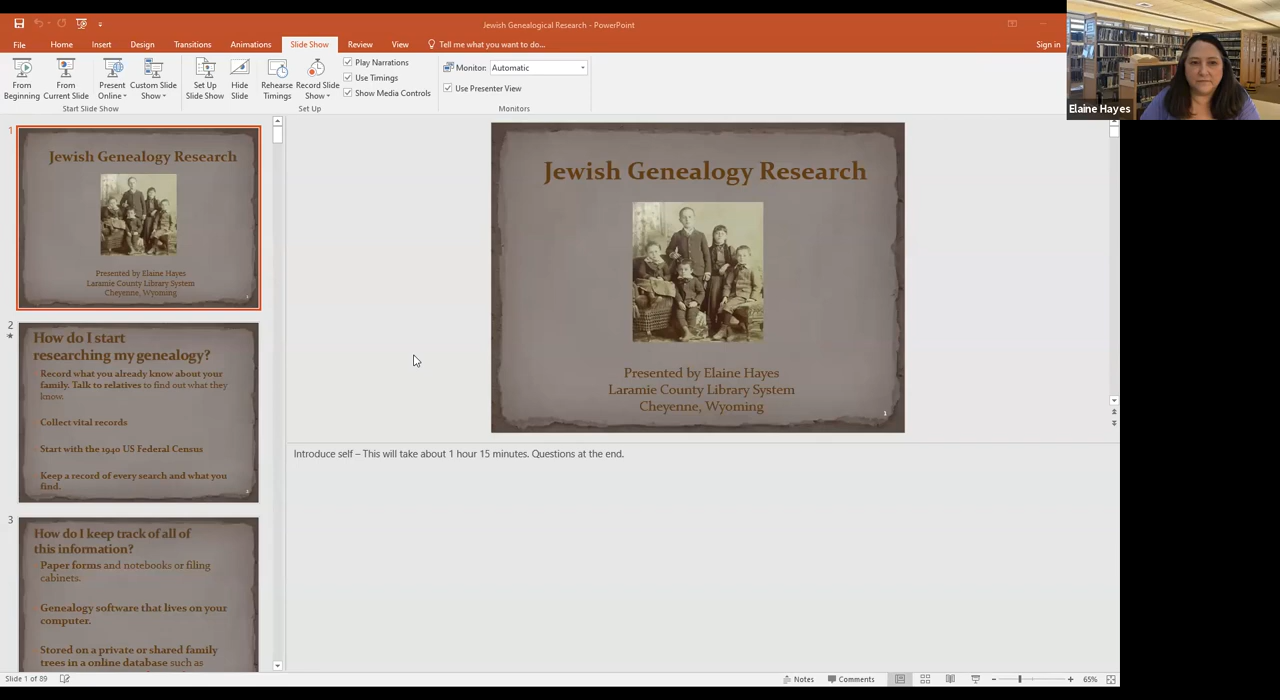 Jewish Genealogical Research - PowerPoint
File Home Insert Design Transitions Animations Slide Show Review View Tell me what you want to do... Sign in
From Beginning
From Current Slide
Present Online
Custom Slide Show
Start Slide Show
Set Up Slide Show
Hide Slide
Rehearse Timings
Record Slide Show
Play Narrations
Use Timings
Show Media Controls
Set Up
Monitor: Automatic
Use Presenter View
Monitors
Elaine Hayes
1
Jewish Genealogy Research
Presented by Elaine Hayes
Laramie County Library System
Cheyenne, Wyoming
1
2
How do I start
researching my genealogy?
Record what you already know about your
family. Talk to relatives to find out what they
know.
Collect vital records
Start with the 1940 US Federal Census
Keep a record of every search and what you
find.
2
3
How do I keep track of all of
this information?
Paper forms and notebooks or filing
cabinets.
Genealogy software that lives on your
computer.
Stored on a private or shared family
trees in a online database such as
Jewish Genealogy Research
Presented by Elaine Hayes
Laramie County Library System
Cheyenne, Wyoming
1
Introduce self – This will take about 1 hour 15 minutes. Questions at the end.
Slide 1 of 89
Notes Comments 65%